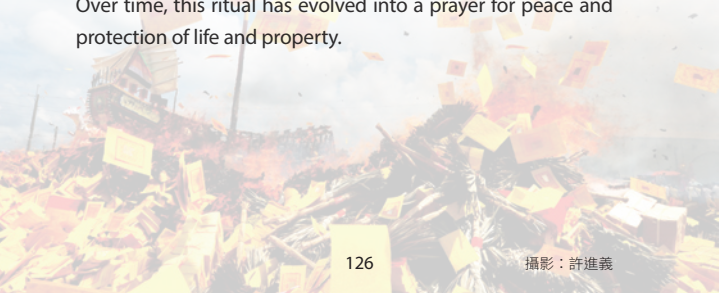 Over time, this ritual has evolved into a prayer for peace and
protection of life and property.
126
攝影：許進義